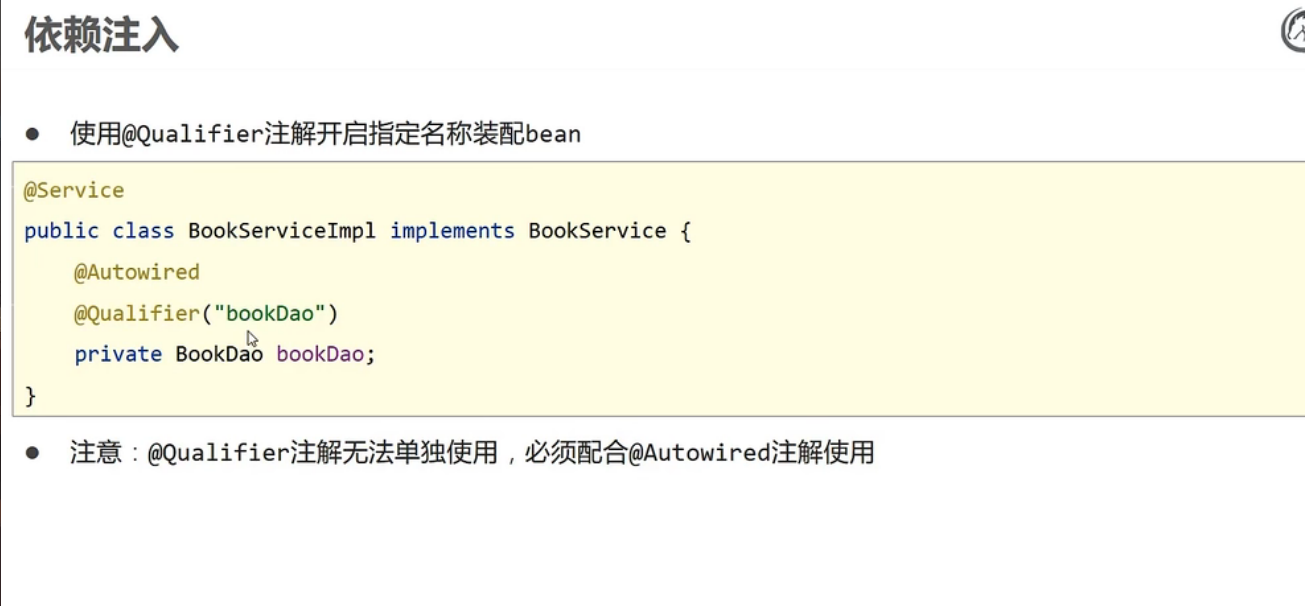 依赖注入
● 使用@Qualifier注解开启指定名称装配bean
@Service
public class BookServiceImpl implements BookService {
    @Autowired
    @Qualifier("bookDao")
    private BookDao bookDao;
}
● 注意：@Qualifier注解无法单独使用，必须配合@Autowired注解使用